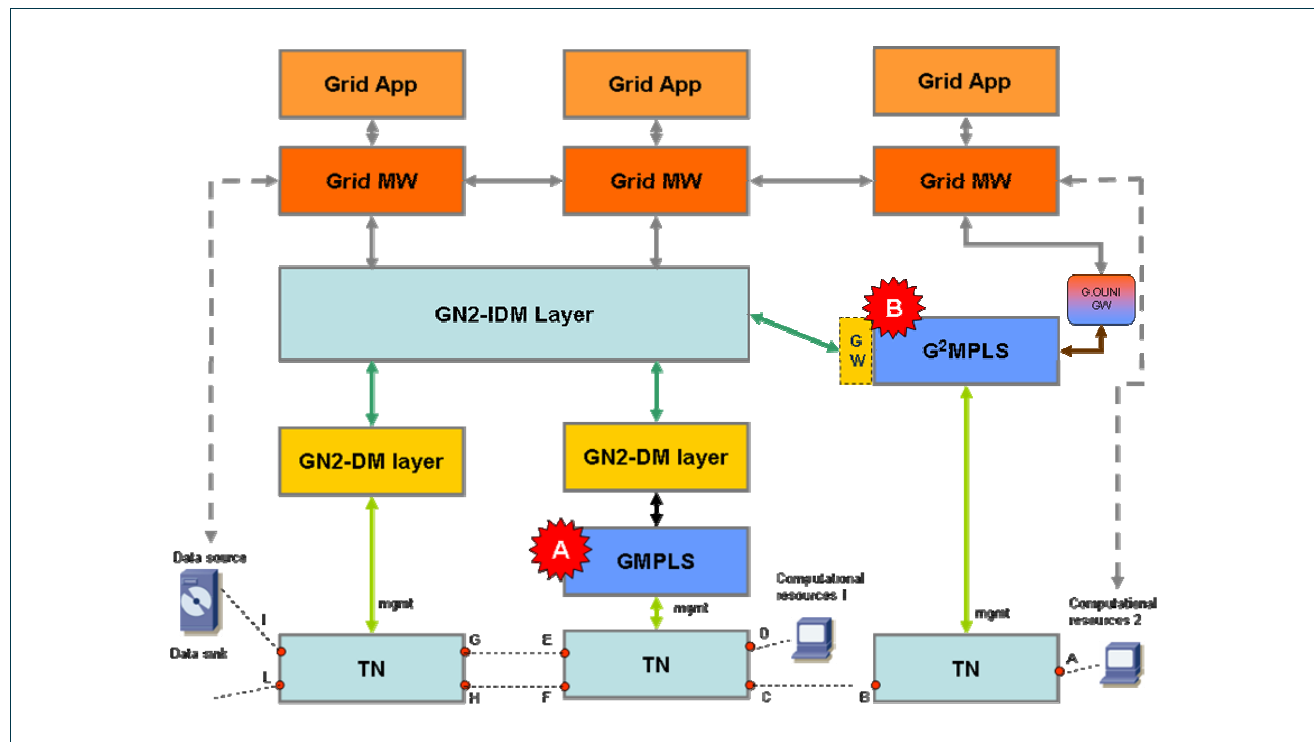 Grid App
Grid App
Grid App
Grid MW
Grid MW
Grid MW
GN2-IDM Layer
G.OUNI
GW
B
G
W
G²MPLS
GN2-DM layer
GN2-DM layer
A
GMPLS
Data source
Computational
resources 1
Computational
resources 2
mgmt
mgmt
mgmt
I
Data sink
L
TN
G
H
E
F
TN
D
C
B
TN
A